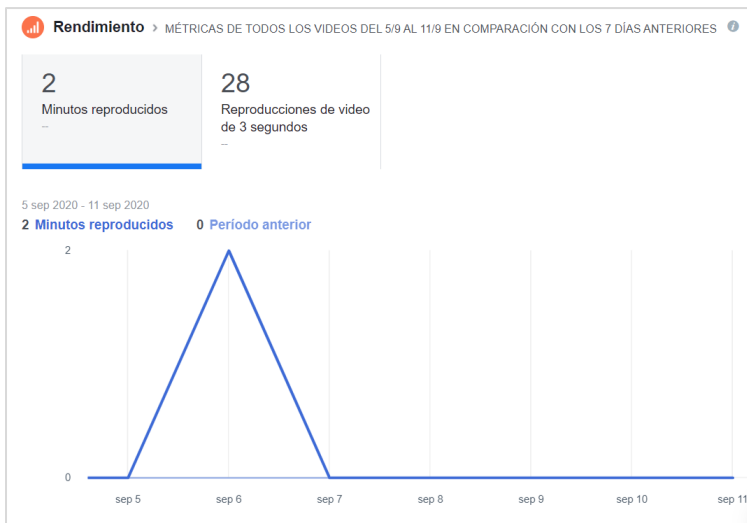 Rendimiento > MÉTRICAS DE TODOS LOS VIDEOS DEL 5/9 AL 11/9 EN COMPARACIÓN CON LOS 7 DÍAS ANTERIORES i
2
Minutos reproducidos
--
28
Reproducciones de video
de 3 segundos
--
5 sep 2020 - 11 sep 2020
2 Minutos reproducidos 0 Período anterior
2
0
sep 5 sep 6 sep 7 sep 8 sep 9 sep 10 sep 11